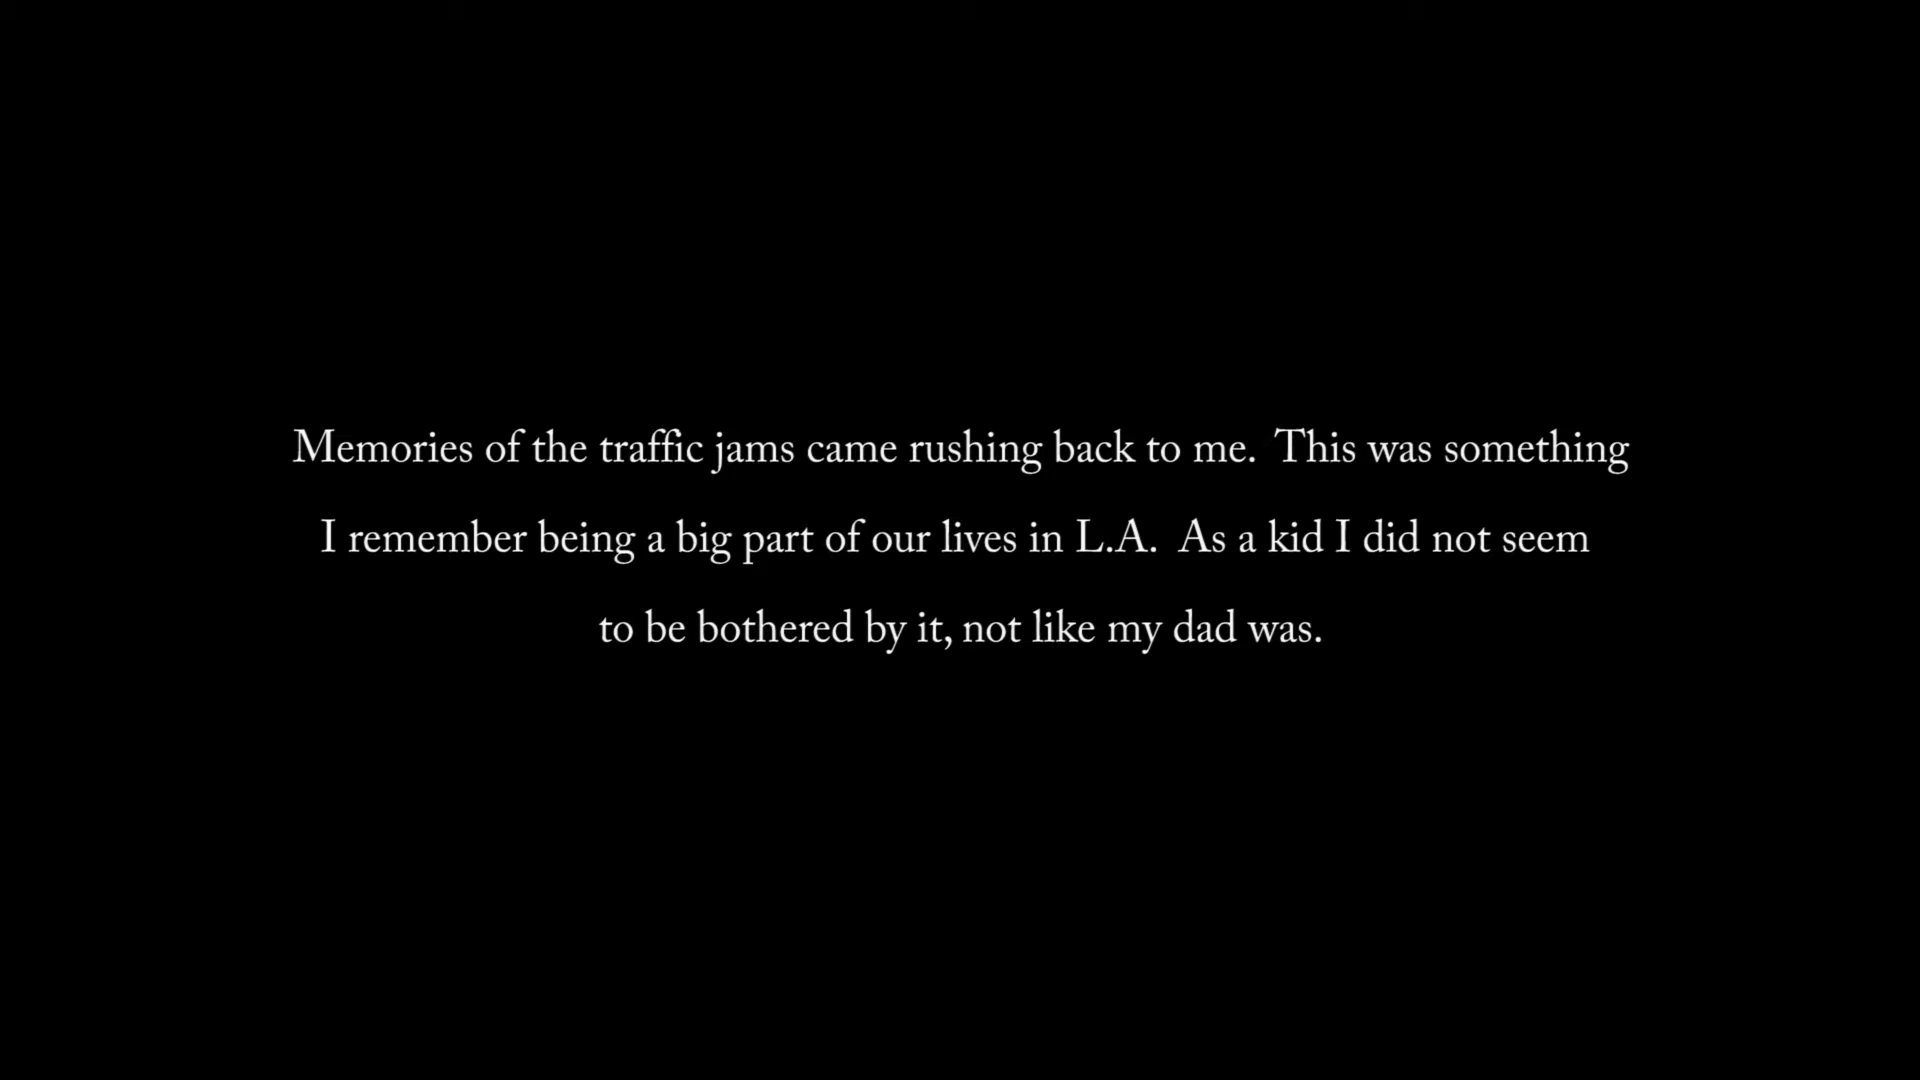 Memories of the traffic jams came rushing back to me.  This was something
I remember being a big part of our lives in L.A.  As a kid I did not seem
to be bothered by it, not like my dad was.